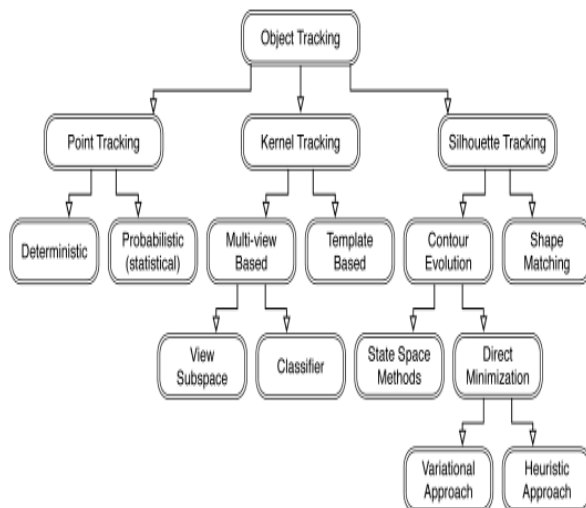 Object Tracking
Point Tracking
Kernel Tracking
Silhouette Tracking
Deterministic
Probabilistic
(statistical)
Multi-view
Based
Template
Based
Contour
Evolution
Shape
Matching
View
Subspace
Classifier
State Space
Methods
Direct
Minimization
Variational
Approach
Heuristic
Approach